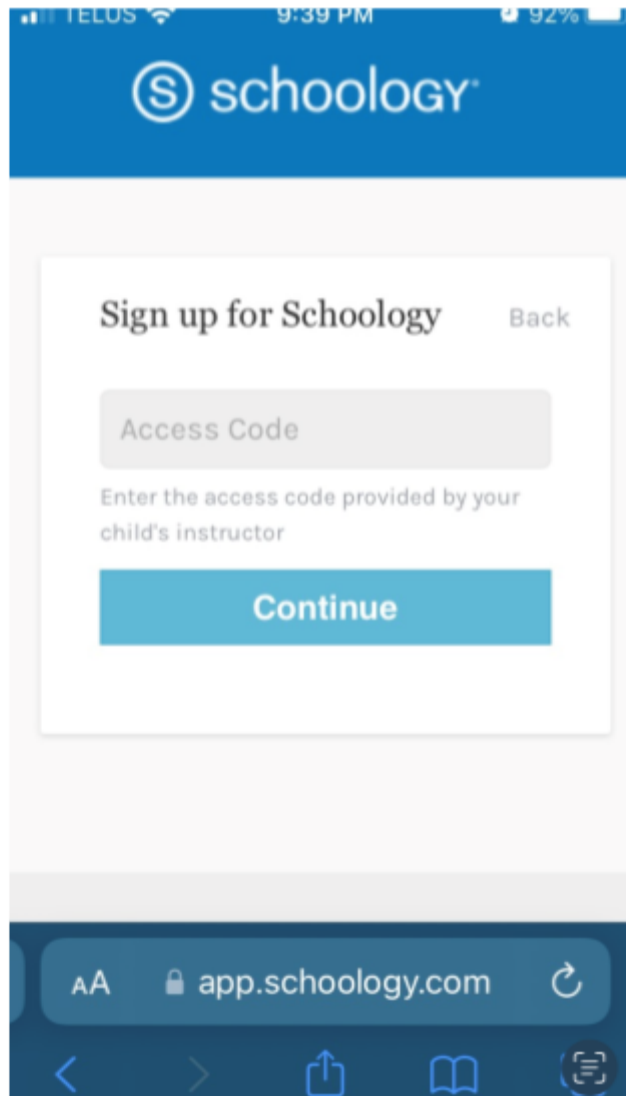 TELUS 9:39 PM 92%
S schoology
Sign up for Schoology Back
Access Code
Enter the access code provided by your
child's instructor
Continue
AA app.schoology.com